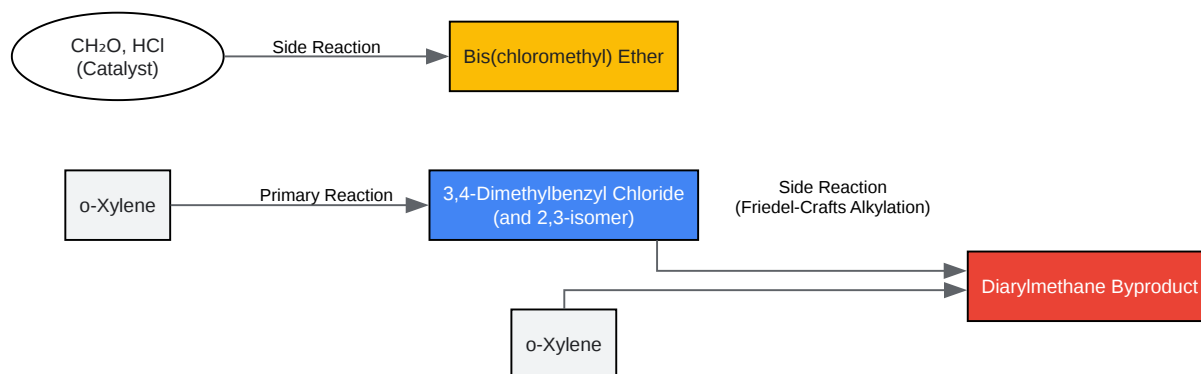 CH₂O, HCl
(Catalyst)
Side Reaction
Bis(chloromethyl) Ether
o-Xylene
Primary Reaction
3,4-Dimethylbenzyl Chloride
(and 2,3-isomer)
Side Reaction
(Friedel-Crafts Alkylation)
Diarylmethane Byproduct
o-Xylene